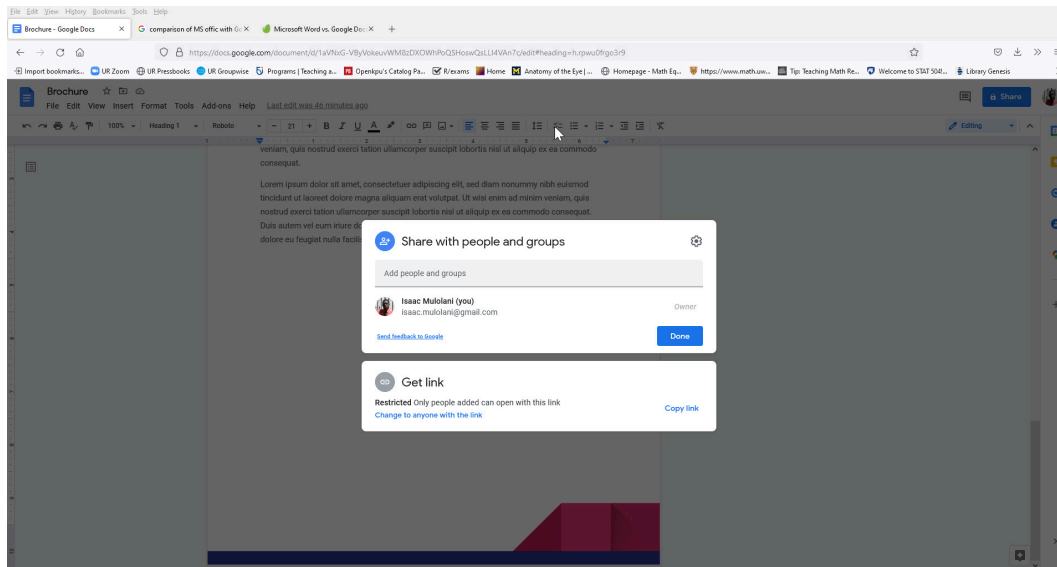 File Edit View History Bookmarks Tools Help
Brochure - Google Docs
comparison of MS offic with Go
Microsoft Word vs. Google Doc
https://docs.google.com/document/d/1aVNxG-VByVokeuvWM8zDXOWhPoQSHoswQsLLI4VAn7c/edit#heading=h.rpwu0frgo3r9
Import bookmarks... UR Zoom UR Pressbooks UR Groupwise Programs | Teaching a... Openkpu's Catalog Pa... R/exams Home Anatomy of the Eye | ... Homepage - Math Eq... https://www.math.uw... Tip: Teaching Math Re... Welcome to STAT 504!... Library Genesis
Brochure
File Edit View Insert Format Tools Add-ons Help Last edit was 46 minutes ago
Share
100% Heading 1 Roboto - 21 + B I U A
Editing
veniam, quis nostrud exerci tation ullamcorper suscipit lobortis nisl ut aliquip ex ea commodo
consequat.
Lorem ipsum dolor sit amet, consectetuer adipiscing elit, sed diam nonummy nibh euismod
tincidunt ut laoreet dolore magna aliquam erat volutpat. Ut wisi enim ad minim veniam, quis
nostrud exerci tation ullamcorper suscipit lobortis nisl ut aliquip ex ea commodo consequat.
Duis autem vel eum iriure do
dolore eu feugiat nulla facilis
Share with people and groups
Add people and groups
Isaac Mulolani (you)
isaac.mulolani@gmail.com
Owner
Send feedback to Google
Done
Get link
Restricted Only people added can open with this link
Change to anyone with the link
Copy link